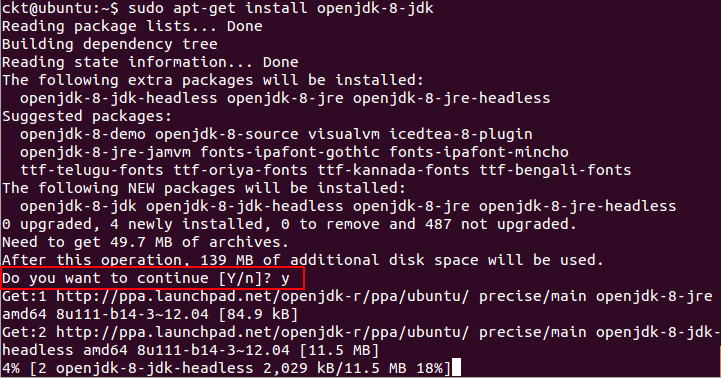 ckt@ubuntu:~$ sudo apt-get install openjdk-8-jdk
Reading package lists... Done
Building dependency tree
Reading state information... Done
The following extra packages will be installed:
  openjdk-8-jdk-headless openjdk-8-jre openjdk-8-jre-headless
Suggested packages:
  openjdk-8-demo openjdk-8-source visualvm icedtea-8-plugin
  openjdk-8-jre-jamvm fonts-ipafont-gothic fonts-ipafont-mincho
  ttf-telugu-fonts ttf-oriya-fonts ttf-kannada-fonts ttf-bengali-fonts
The following NEW packages will be installed:
  openjdk-8-jdk openjdk-8-jdk-headless openjdk-8-jre openjdk-8-jre-headless
0 upgraded, 4 newly installed, 0 to remove and 487 not upgraded.
Need to get 49.7 MB of archives.
After this operation, 139 MB of additional disk space will be used.
Do you want to continue [Y/n]? y
Get:1 http://ppa.launchpad.net/openjdk-r/ppa/ubuntu/ precise/main openjdk-8-jre
amd64 8u111-b14-3~12.04 [84.9 kB]
Get:2 http://ppa.launchpad.net/openjdk-r/ppa/ubuntu/ precise/main openjdk-8-jdk-
headless amd64 8u111-b14-3~12.04 [11.5 MB]
4% [2 openjdk-8-jdk-headless 2,029 kB/11.5 MB 18%]